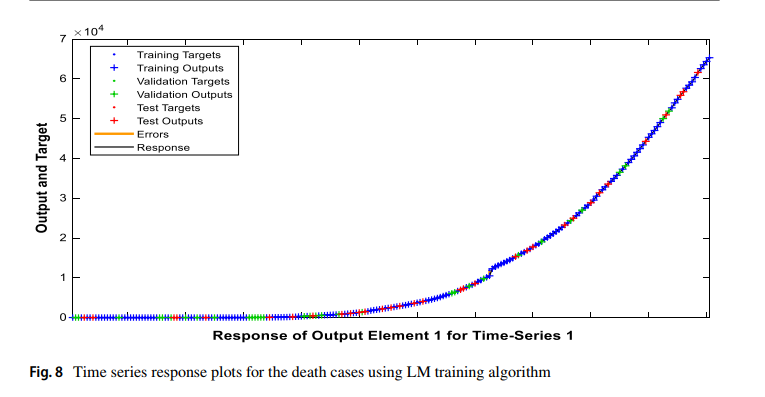 × 10⁴
7
6
5
4
3
2
1
0
Output and Target
Training Targets
Training Outputs
Validation Targets
Validation Outputs
Test Targets
Test Outputs
Errors
Response
Response of Output Element 1 for Time-Series 1
Fig. 8 Time series response plots for the death cases using LM training algorithm